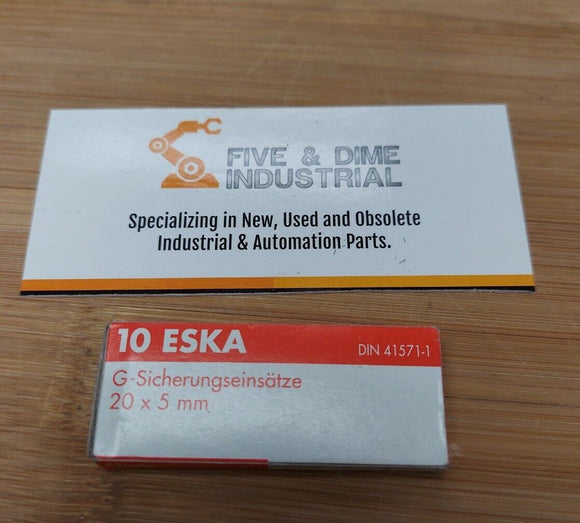 FIVE & DIME
INDUSTRIAL
Specializing in New, Used and Obsolete
Industrial & Automation Parts.
10 ESKA
DIN 41571-1
G-Sicherungseinsätze
20 x 5 mm